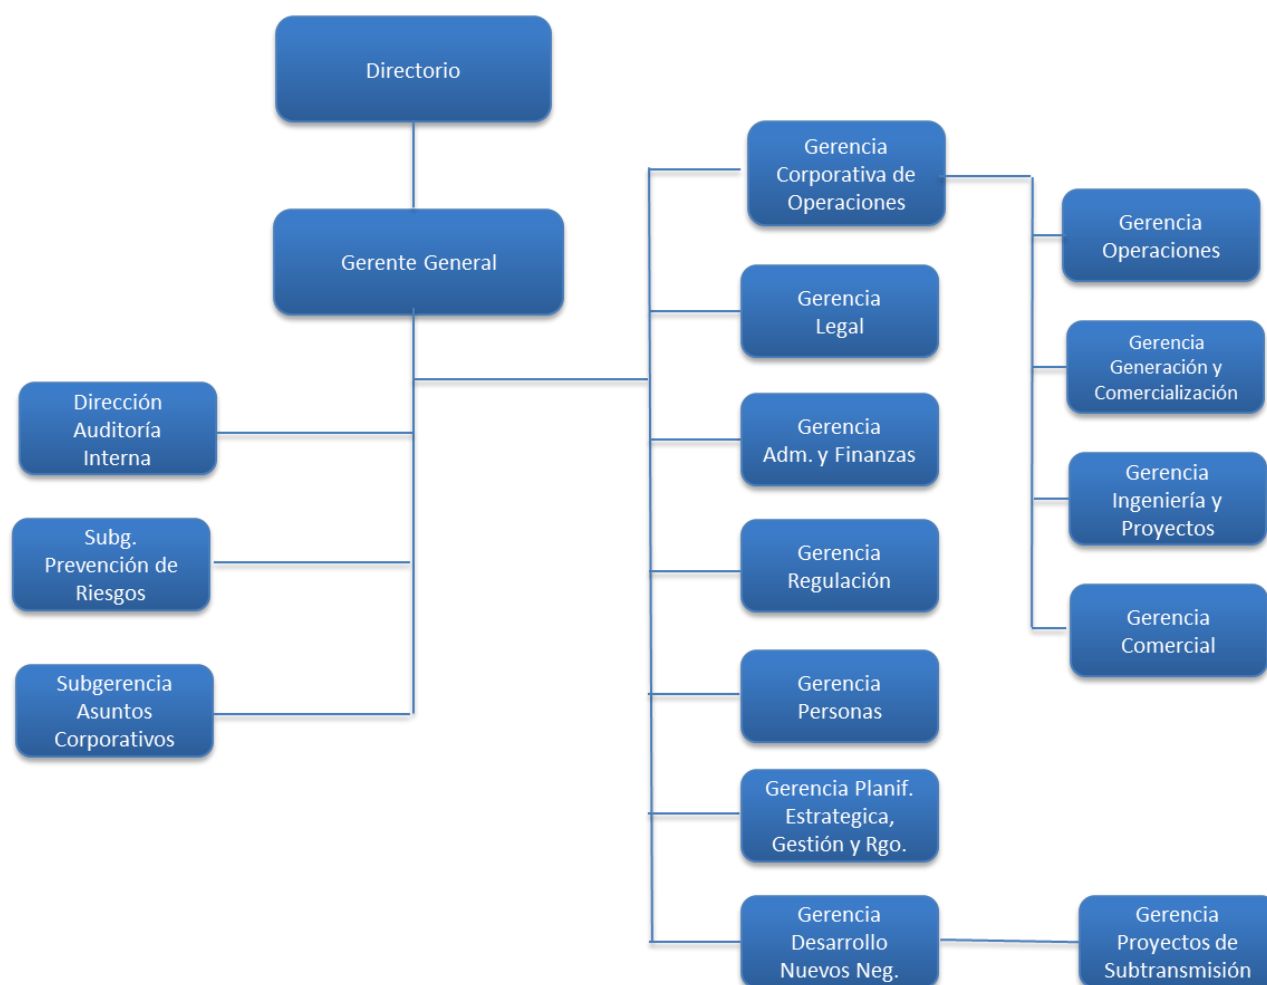 Directorio
Gerente General
Dirección
Auditoría
Interna
Subg.
Prevención de
Riesgos
Subgerencia
Asuntos
Corporativos
Gerencia
Corporativa de
Operaciones
Gerencia
Legal
Gerencia
Adm. y Finanzas
Gerencia
Regulación
Gerencia
Personas
Gerencia Planif.
Estrategica,
Gestión y Rgo.
Gerencia
Desarrollo
Nuevos Neg.
Gerencia
Operaciones
Gerencia
Generación y
Comercialización
Gerencia
Ingeniería y
Proyectos
Gerencia
Comercial
Gerencia
Proyectos de
Subtransmisión